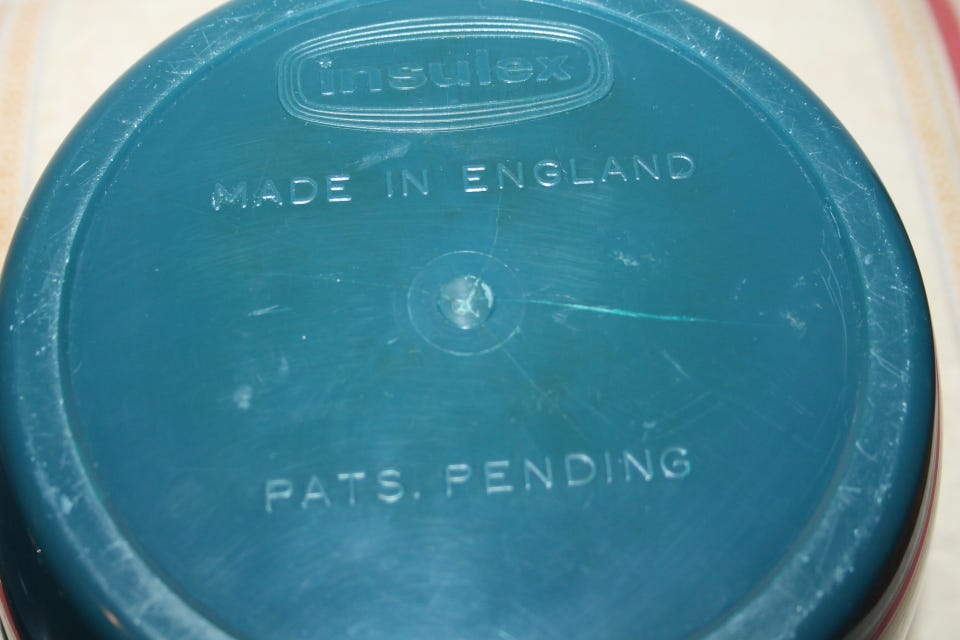 insulex
MADE IN ENGLAND
PATS. PENDING